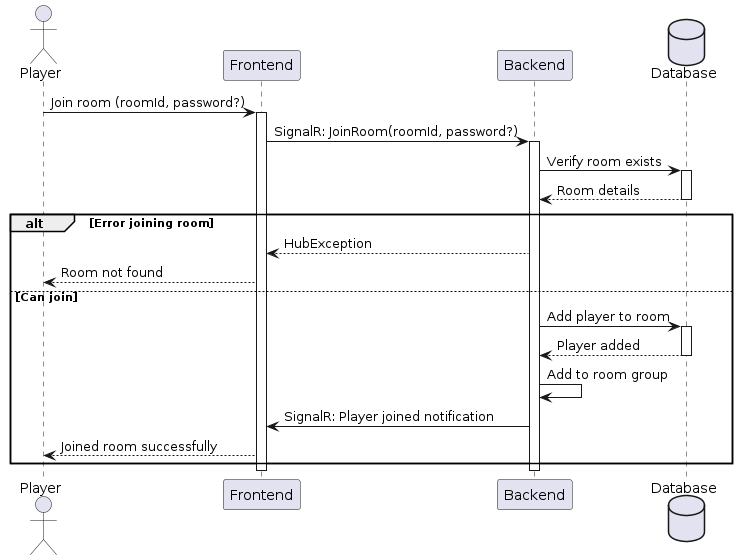 Player
Frontend
Backend
Database
Join room (roomId, password?)
SignalR: JoinRoom(roomId, password?)
Verify room exists
Room details
alt [Error joining room]
HubException
Room not found
[Can join]
Add player to room
Player added
Add to room group
SignalR: Player joined notification
Joined room successfully
Player
Frontend
Backend
Database